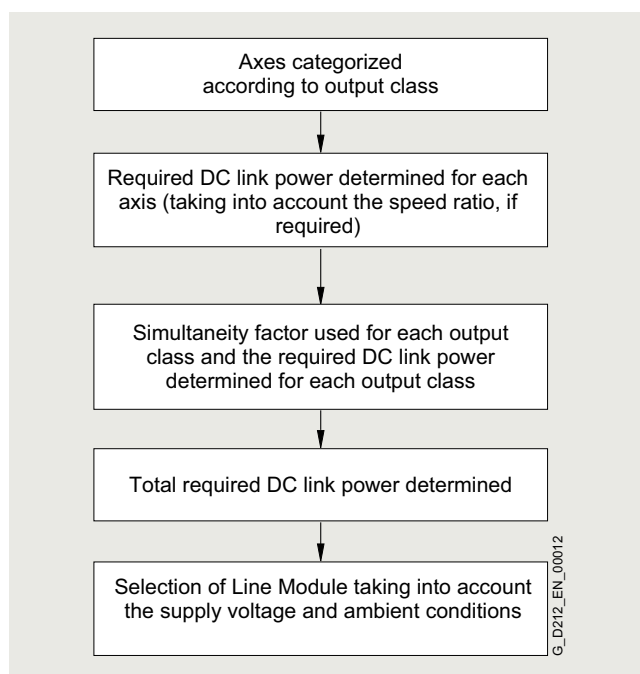 Axes categorized
according to output class
Required DC link power determined for each
axis (taking into account the speed ratio, if
required)
Simultaneity factor used for each output
class and the required DC link power
determined for each output class
Total required DC link power determined
Selection of Line Module taking into account
the supply voltage and ambient conditions
G_D212_EN_00012